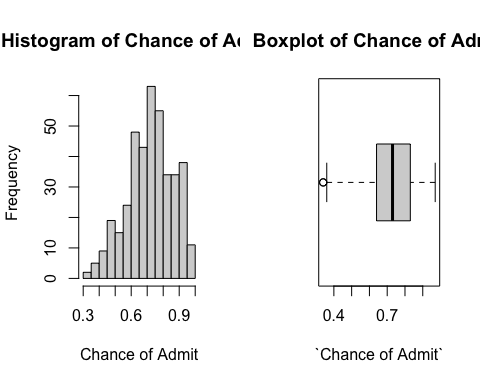 Histogram of Chance of Ad
Frequency
0 10 30 50
0.3 0.6 0.9
Chance of Admit
Boxplot of Chance of Adm
0.4 0.7
`Chance of Admit`